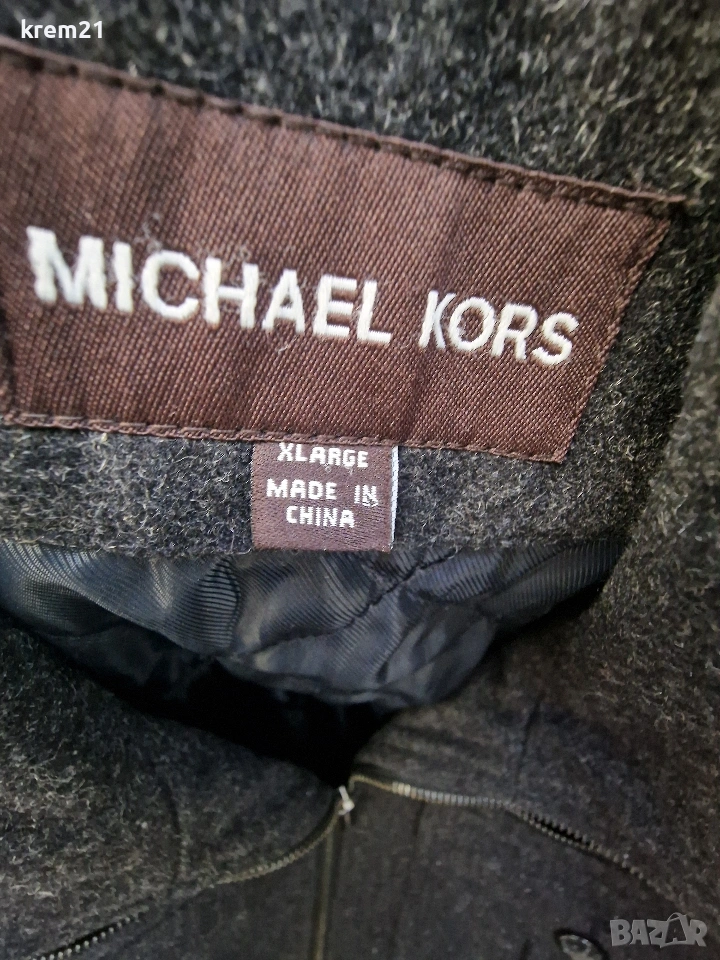 krem21
MICHAEL KORS
XLARGE
MADE IN
CHINA
BAZAR